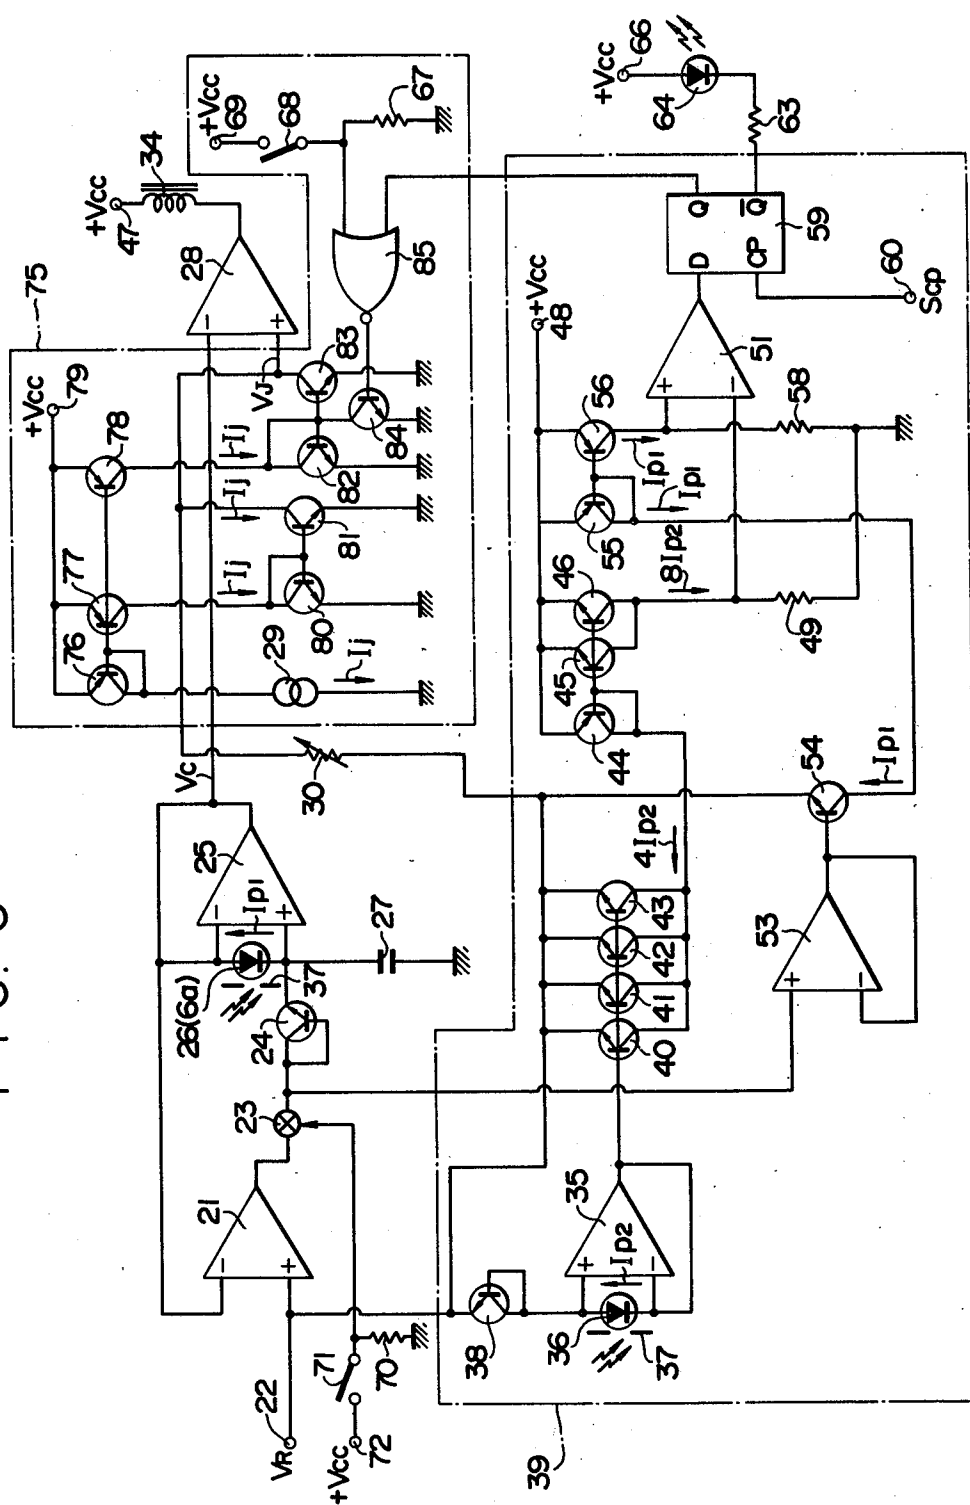 FIG. 5
75
+Vcc
79
76
77
78
29
Ij
80
Ij
81
Ij
82
Ij
83
84
VJ
+Vcc
47
34
28
−
+
+Vcc
69
68
67
85
Vc
30
25
−
+
26(6a)
Ip1
37
27
24
23
21
−
+
VR
22
+Vcc
72
71
70
39
38
36
37
35
+
−
Ip2
40
41
42
43
4Ip2
44
45
46
8Ip2
49
+Vcc
48
55
56
Ip1
Ip1
58
51
+
−
D
Q
CP
Q̅
59
60
Scp
63
64
+Vcc
66
53
+
−
54
Ip1